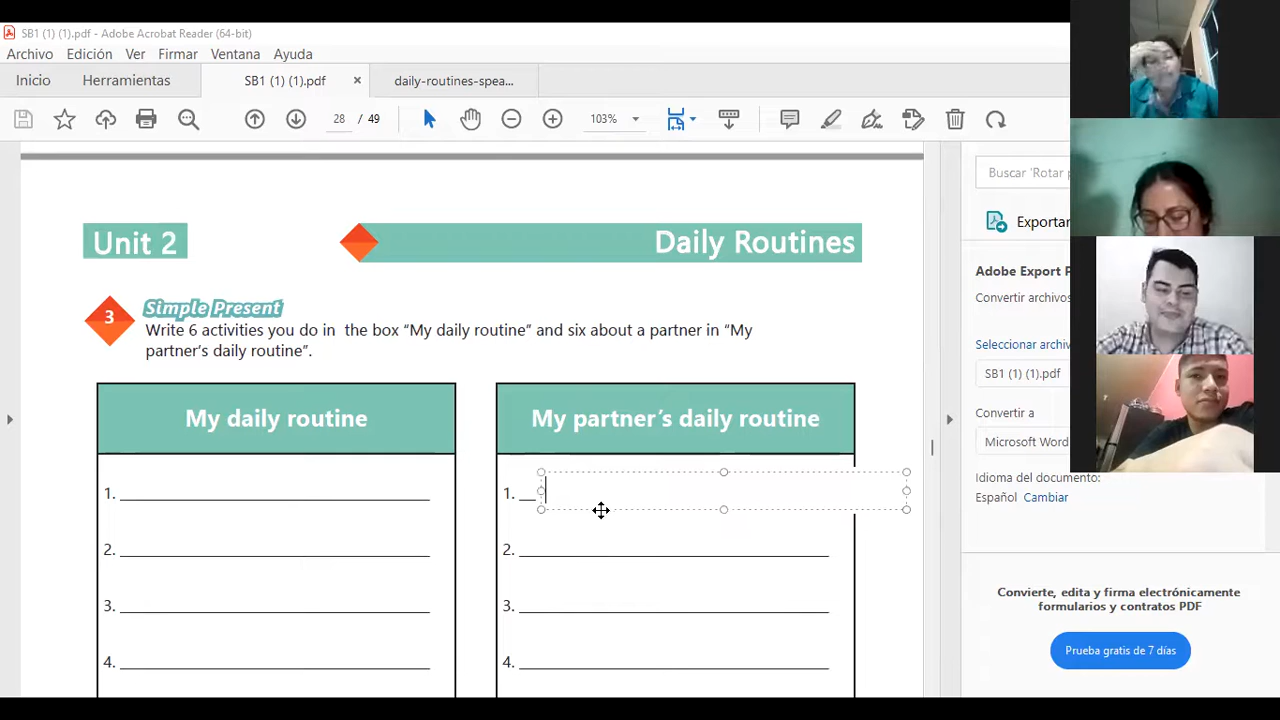 SB1 (1) (1).pdf - Adobe Acrobat Reader (64-bit)
Archivo Edición Ver Firmar Ventana Ayuda
Inicio Herramientas SB1 (1) (1).pdf × daily-routines-spea...
28 / 49 103%
Unit 2
Daily Routines
3
Simple Present
Write 6 activities you do in the box “My daily routine” and six about a partner in “My
partner’s daily routine”.
My daily routine
1.
2.
3.
4.
My partner’s daily routine
1.
2.
3.
4.
Buscar 'Rotar
Exportar
Adobe Export
Convertir archivos
Seleccionar
SB1 (1) (1).pdf
Convertir a
Microsoft Word
Idioma del documento:
Español Cambiar
Convierte, edita y firma electrónicamente
formularios y contratos PDF
Prueba gratis de 7 días